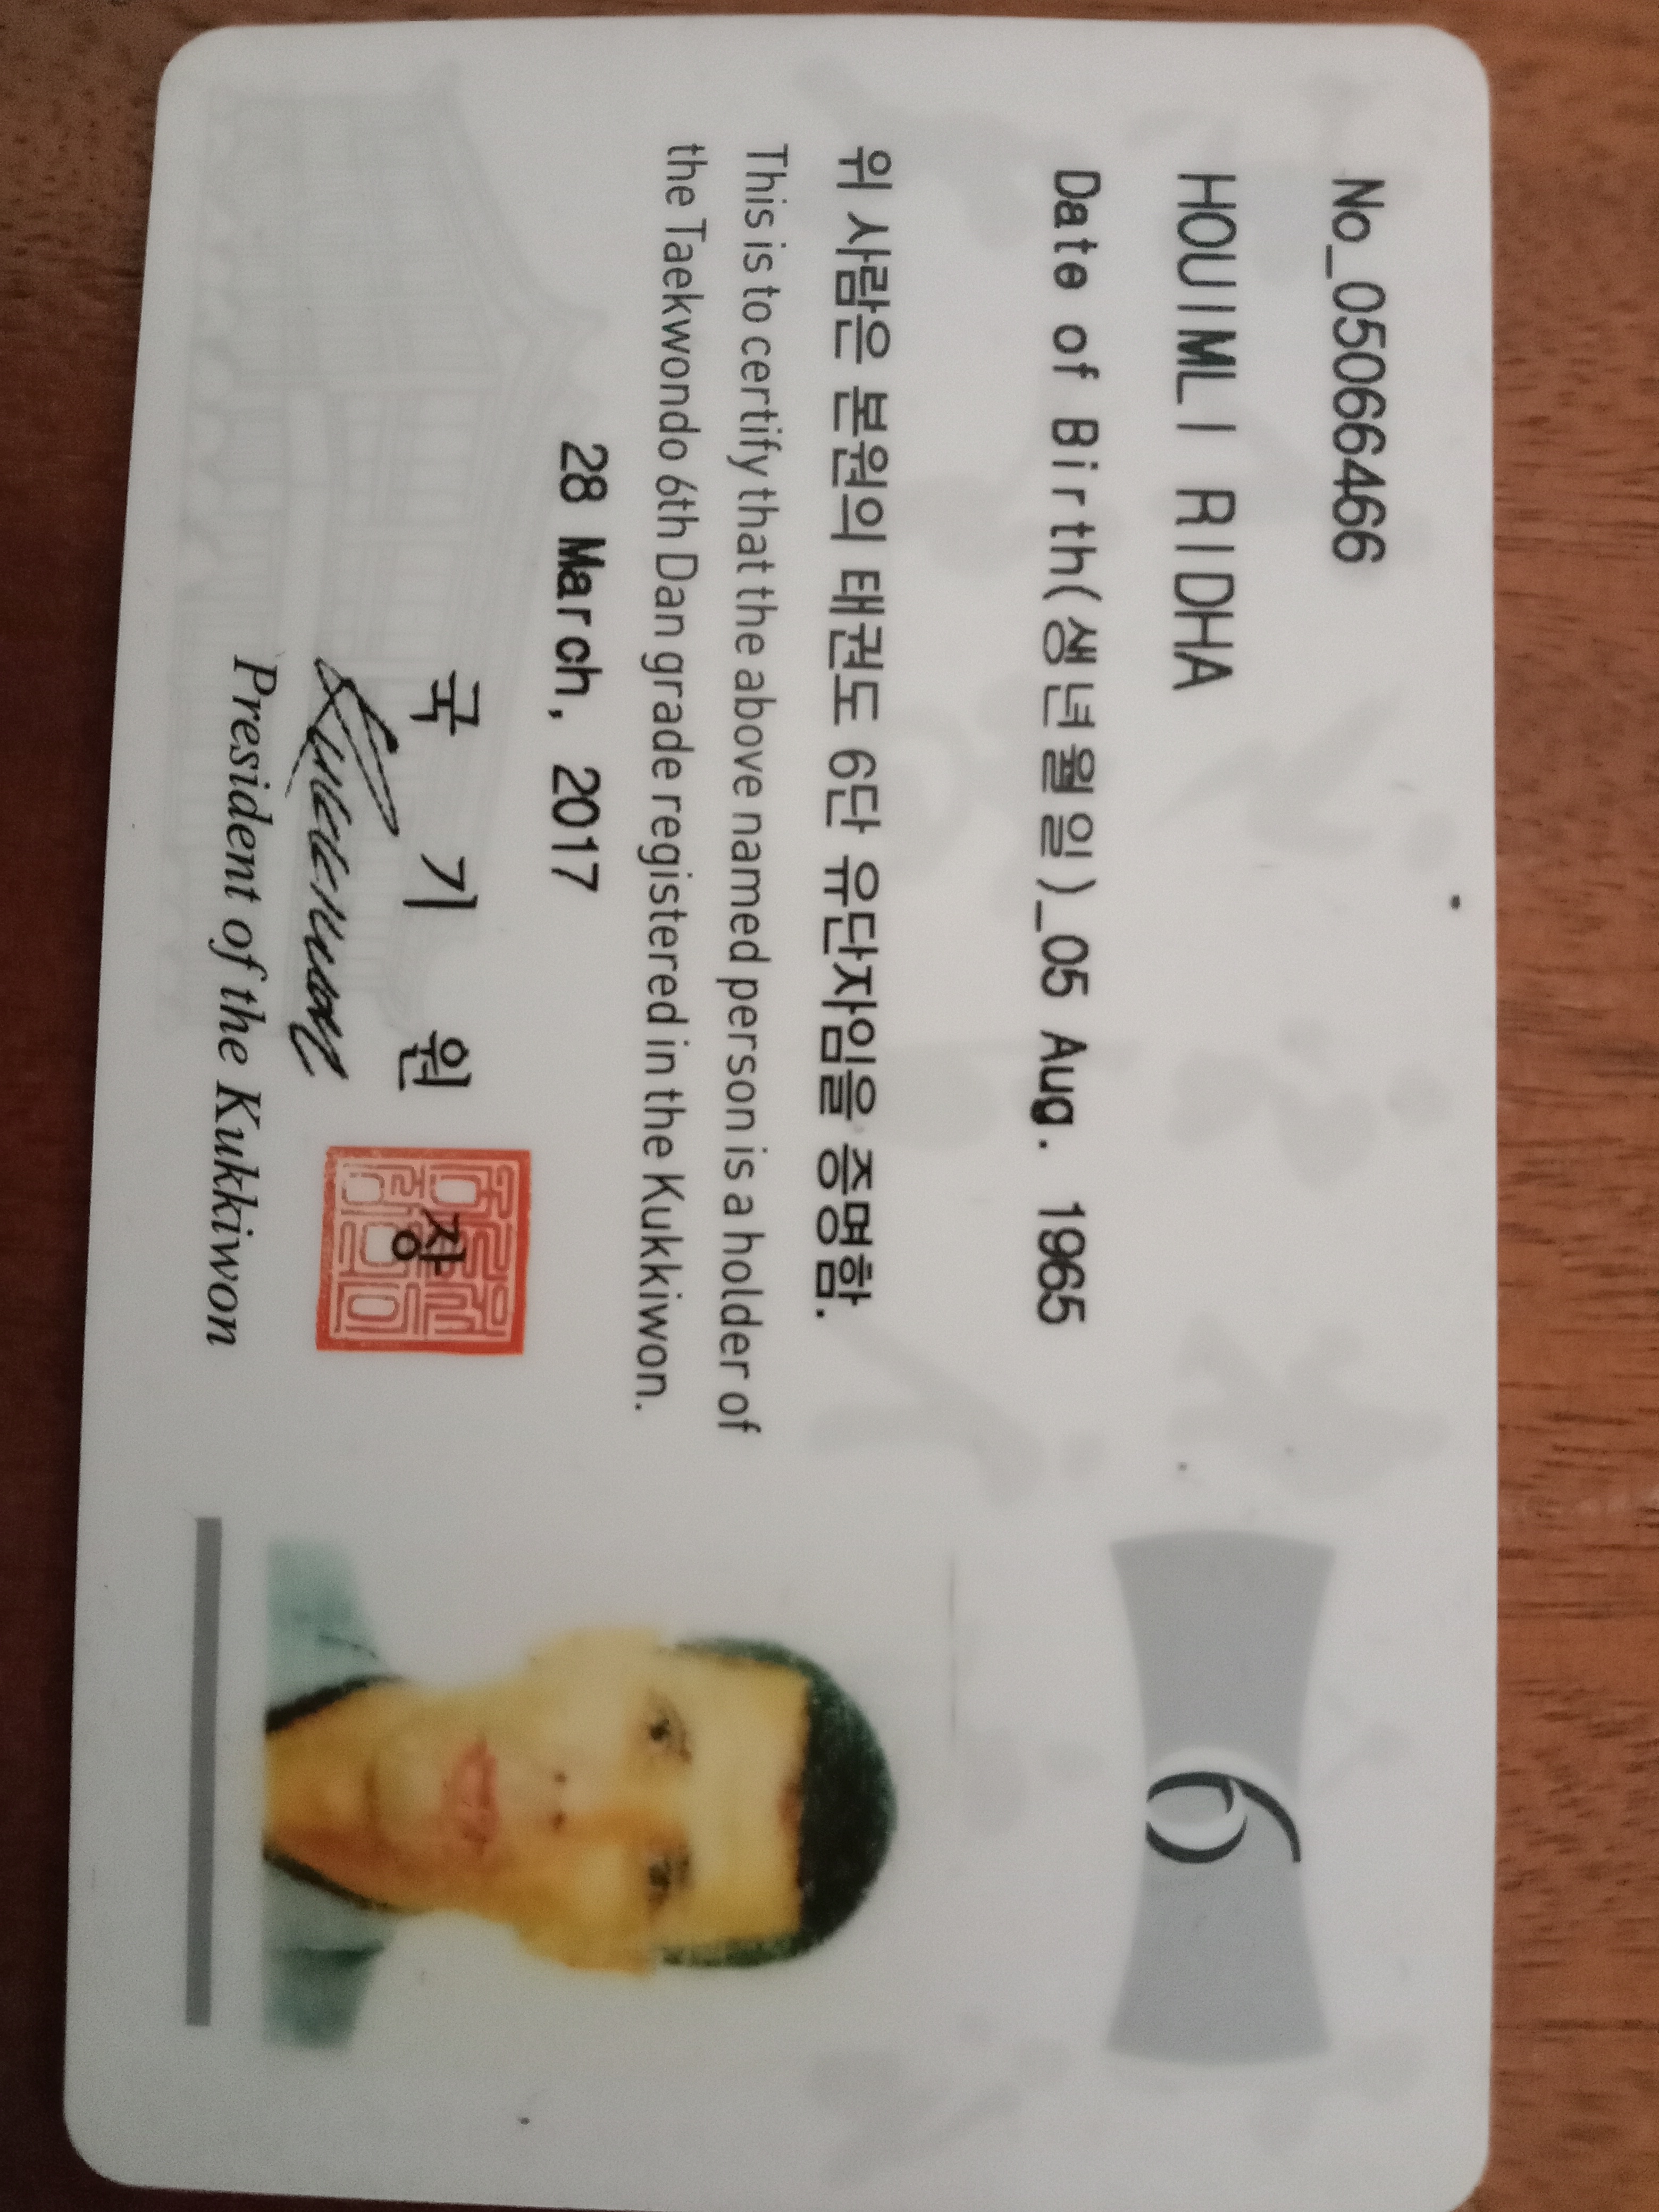 No_05066466
HOUIMLI RIDHA
Date of Birth(생년월일)_05 Aug. 1965
6
위 사람은 본원의 태권도 6단 유단자임을 증명함.
This is to certify that the above named person is a holder of
the Taekwondo 6th Dan grade registered in the Kukkiwon.
28 March, 2017
국 기 원 장
President of the Kukkiwon